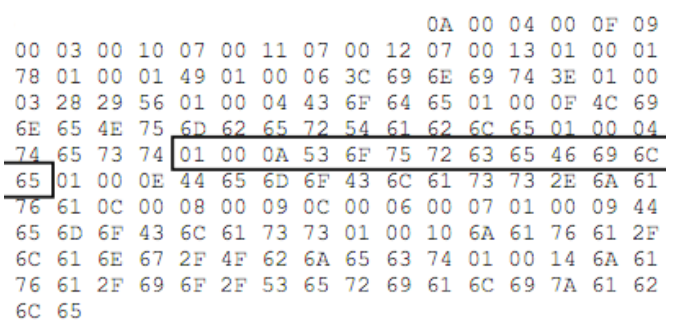 0A 00 04 00 0F 09
00 03 00 10 07 00 11 07 00 12 07 00 13 01 00 01
78 01 00 01 49 01 00 06 3C 69 6E 69 74 3E 01 00
03 28 29 56 01 00 04 43 6F 64 65 01 00 0F 4C 69
6E 65 4E 75 6D 62 65 72 54 61 62 6C 65 01 00 04
74 65 73 74 01 00 0A 53 6F 75 72 63 65 46 69 6C
65 01 00 0E 44 65 6D 6F 43 6C 61 73 73 2E 6A 61
76 61 0C 00 08 00 09 0C 00 06 00 07 01 00 09 44
65 6D 6F 43 6C 61 73 73 01 00 10 6A 61 76 61 2F
6C 61 6E 67 2F 4F 62 6A 65 63 74 01 00 14 6A 61
76 61 2F 69 6F 2F 53 65 72 69 61 6C 69 7A 61 62
6C 65